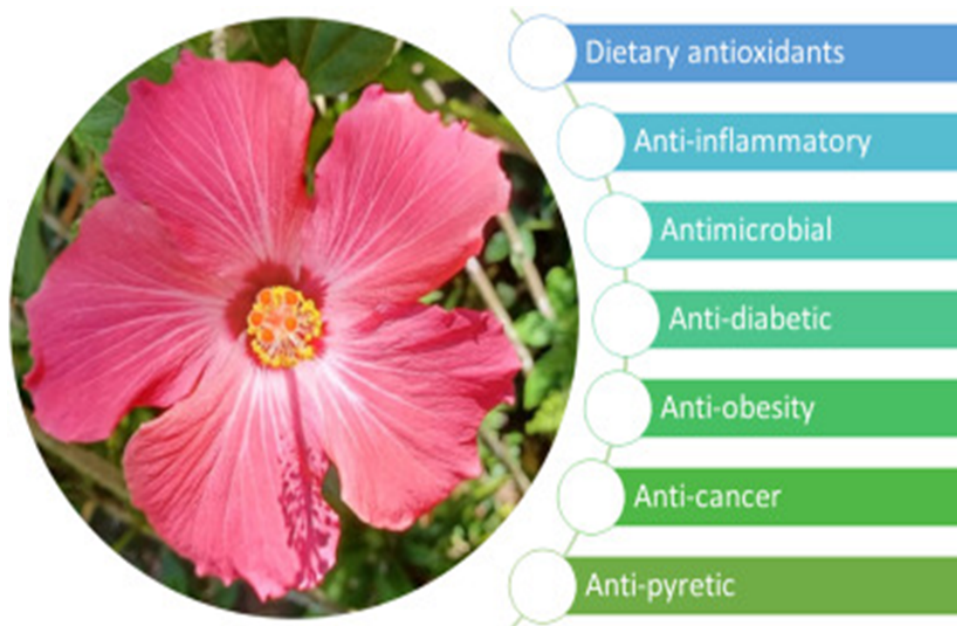 Dietary antioxidants
Anti-inflammatory
Antimicrobial
Anti-diabetic
Anti-obesity
Anti-cancer
Anti-pyretic